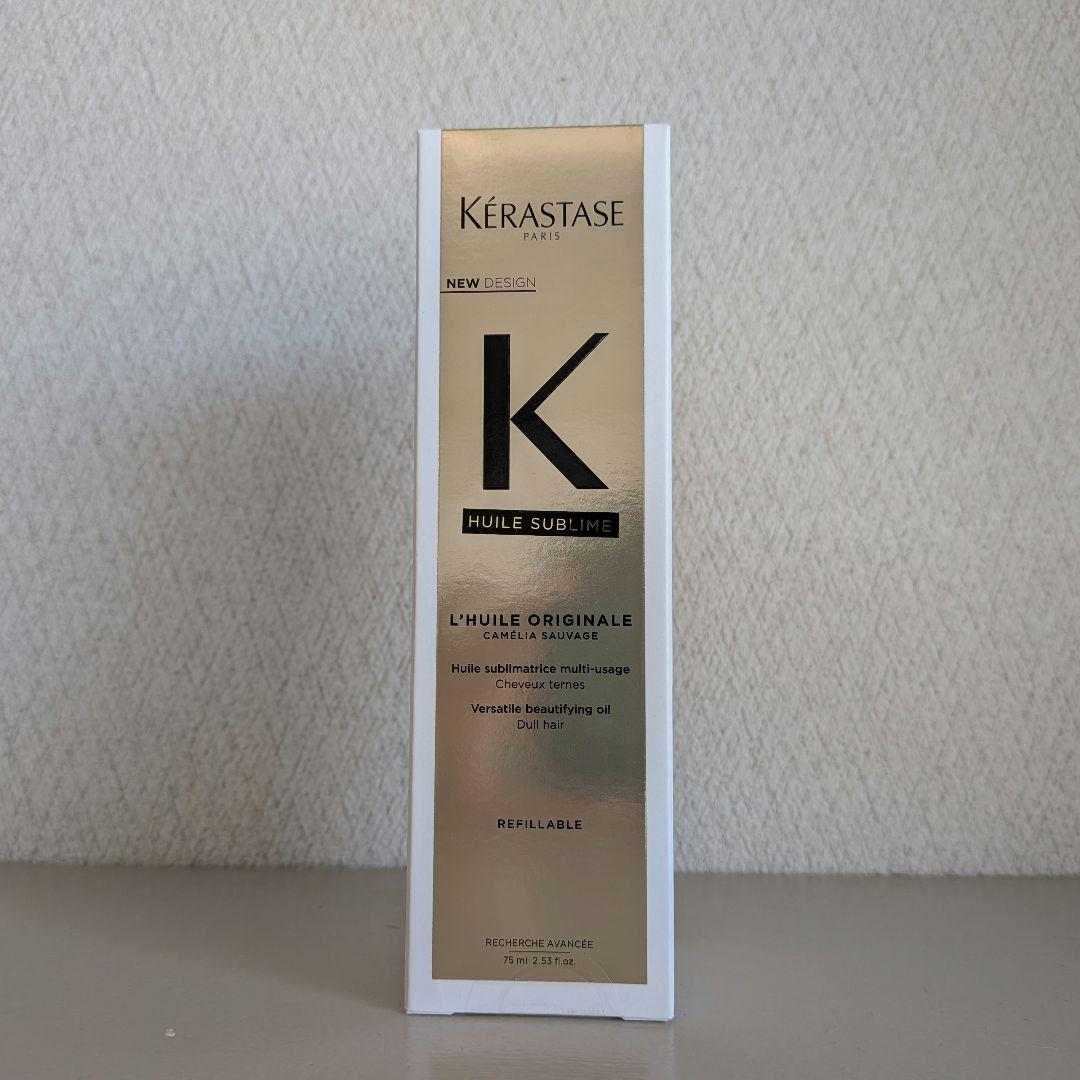 KÉRASTASE
PARIS
NEW DESIGN
K
HUILE SUBLIME
L'HUILE ORIGINALE
CAMÉLIA SAUVAGE
Huile sublimatrice multi-usage
Cheveux ternes
Versatile beautifying oil
Dull hair
REFILLABLE
RECHERCHE AVANCÉE
75 ml 2.53 fl.oz.